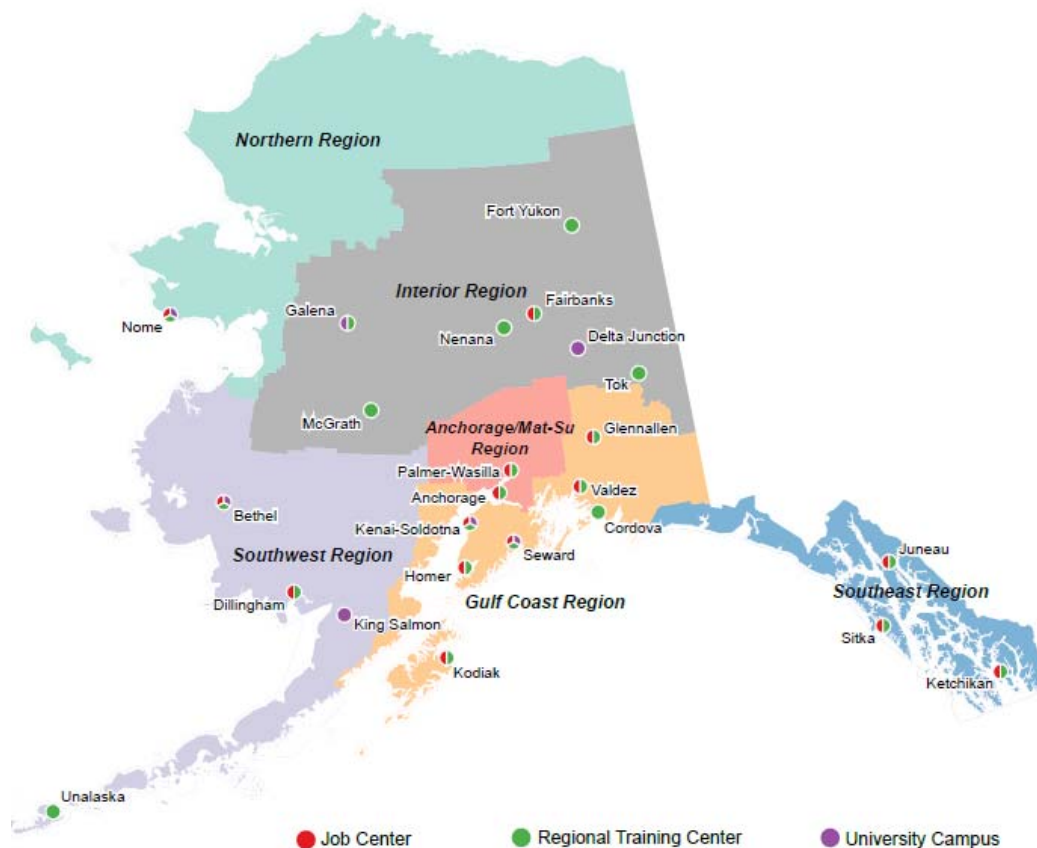 Northern Region
Fort Yukon
Interior Region
Fairbanks
Galena
Nome
Nenana
Delta Junction
Tok
McGrath
Anchorage/Mat-Su
Region
Glennallen
Palmer-Wasilla
Anchorage
Valdez
Bethel
Kenai-Soldotna
Cordova
Southwest Region
Seward
Juneau
Homer
Southeast Region
Dillingham
Gulf Coast Region
King Salmon
Sitka
Kodiak
Ketchikan
Unalaska
Job Center
Regional Training Center
University Campus